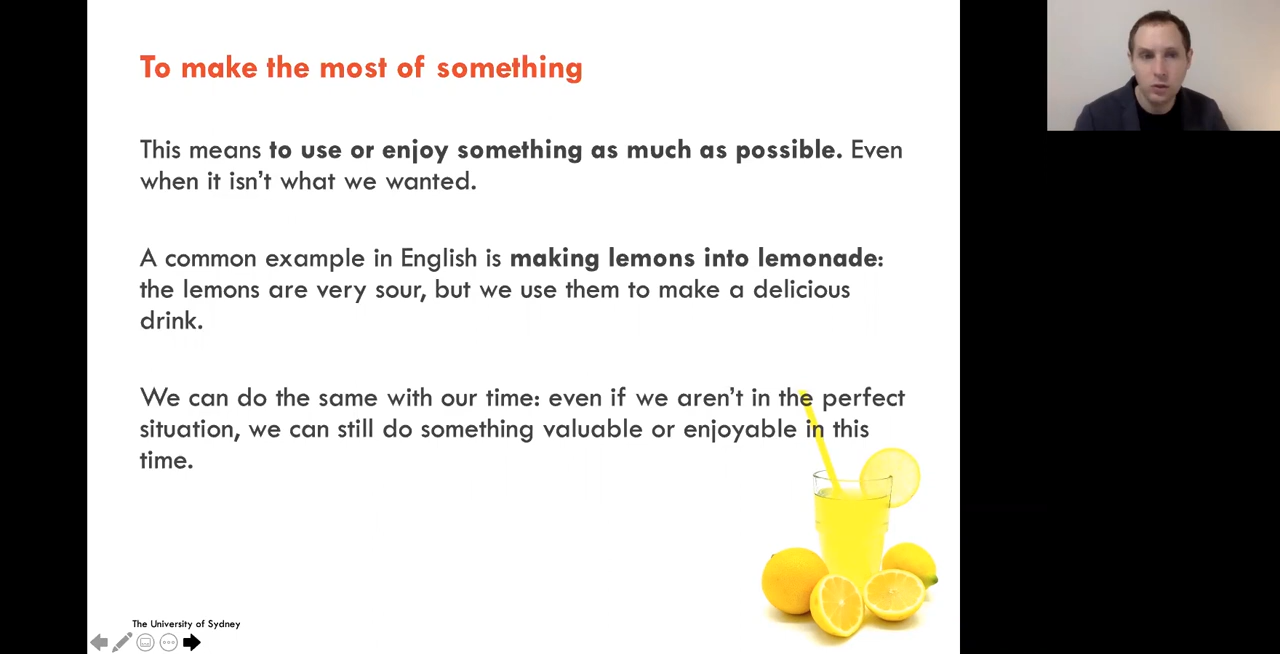 To make the most of something
This means to use or enjoy something as much as possible. Even
when it isn't what we wanted.
A common example in English is making lemons into lemonade:
the lemons are very sour, but we use them to make a delicious
drink.
We can do the same with our time: even if we aren't in the perfect
situation, we can still do something valuable or enjoyable in this
time.
The University of Sydney